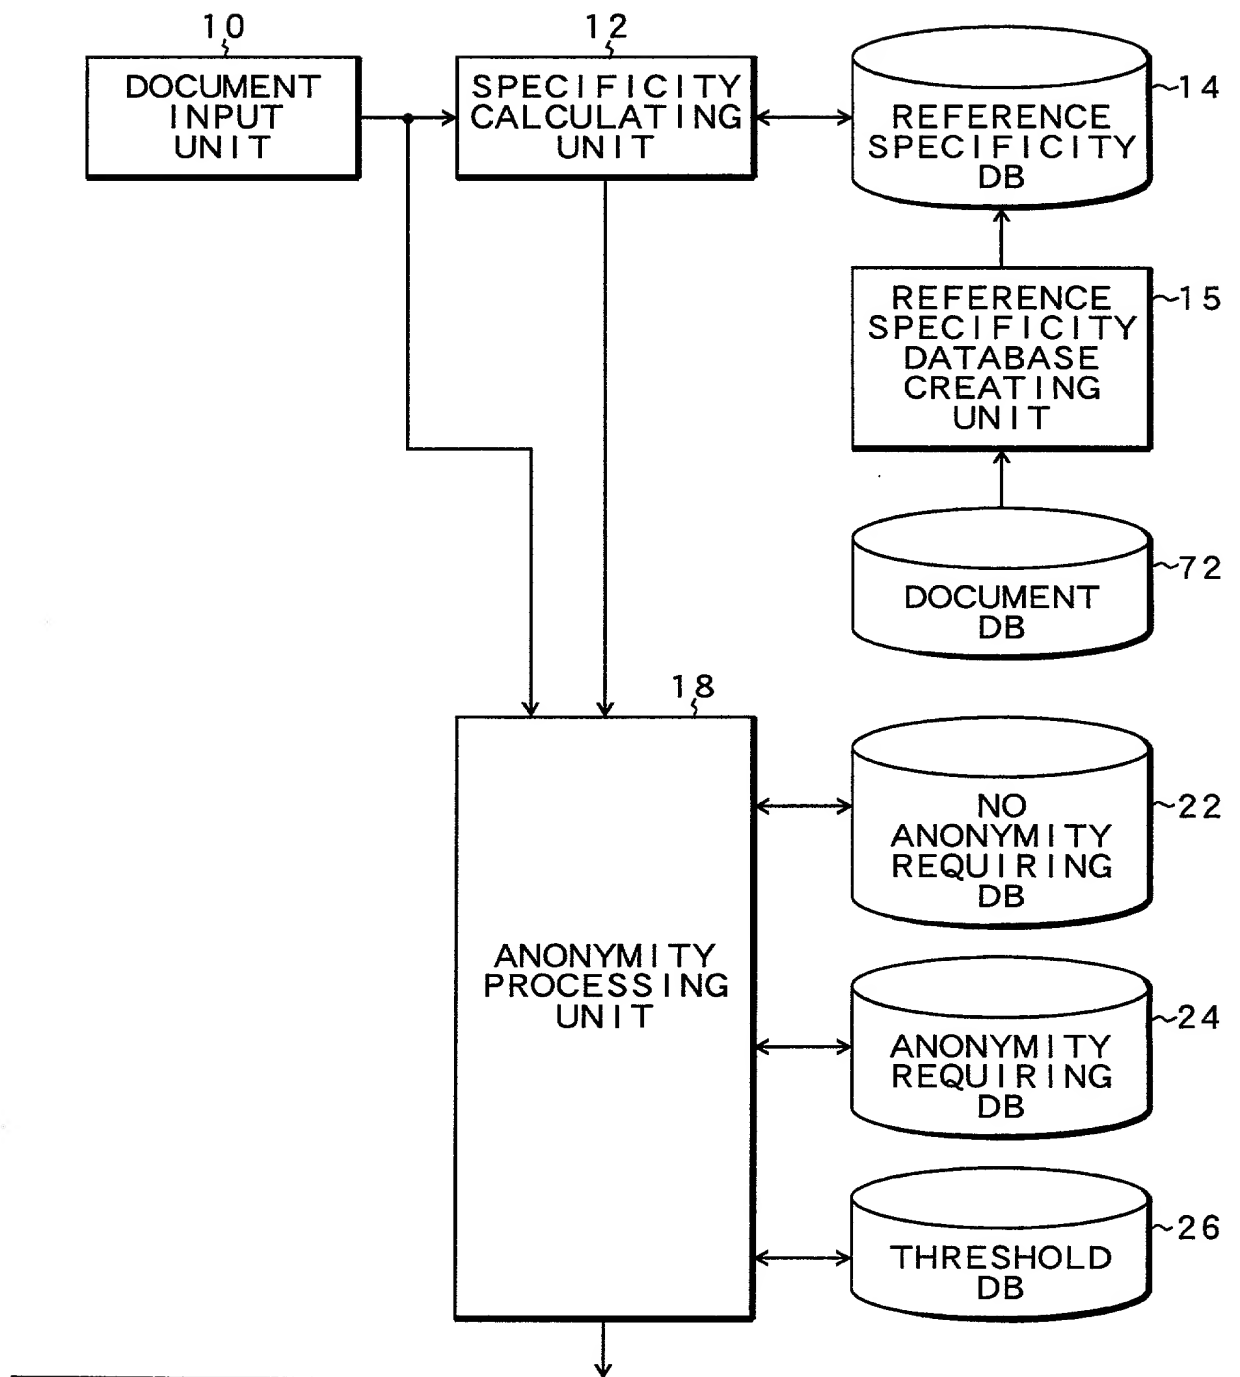 10
DOCUMENT
INPUT
UNIT
12
SPECIFICITY
CALCULATING
UNIT
14
REFERENCE
SPECIFICITY
DB
15
REFERENCE
SPECIFICITY
DATABASE
CREATING
UNIT
72
DOCUMENT
DB
18
ANONYMITY
PROCESSING
UNIT
22
NO
ANONYMITY
REQUIRING
DB
24
ANONYMITY
REQUIRING
DB
26
THRESHOLD
DB